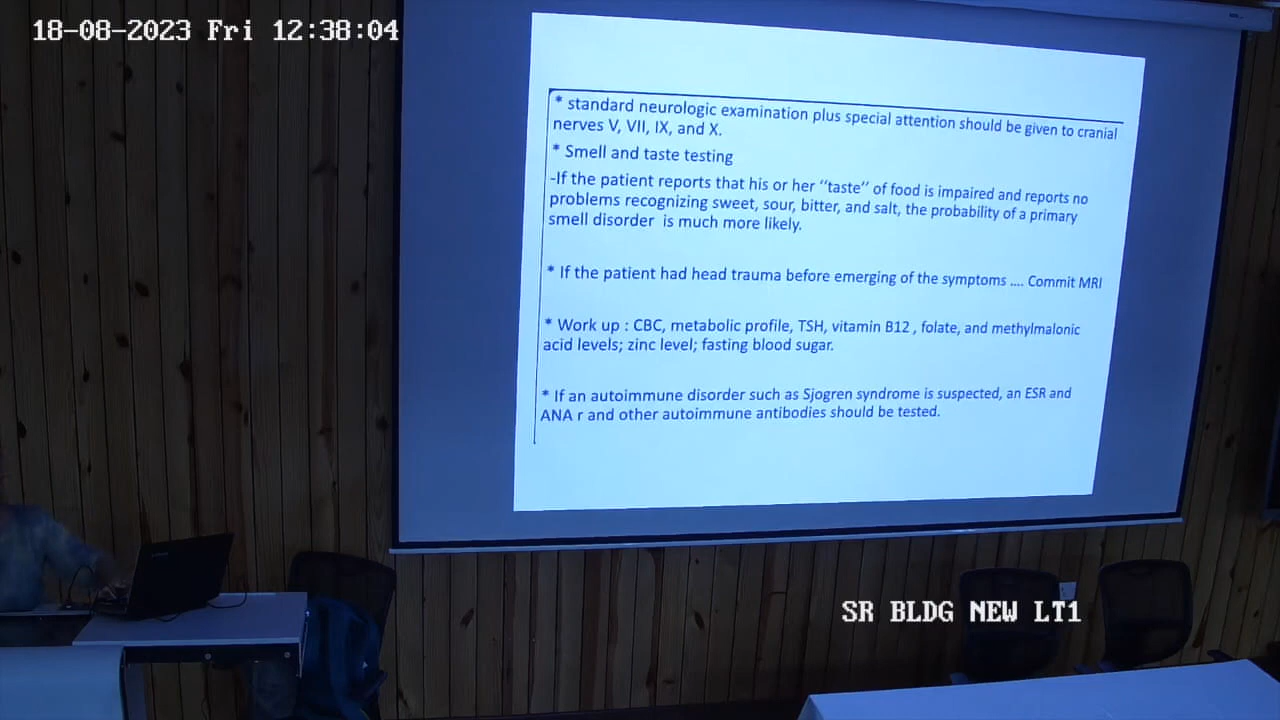 18-08-2023 Fri 12:38:04
* standard neurologic examination plus special attention should be given to cranial
nerves V, VII, IX, and X.
* Smell and taste testing
-If the patient reports that his or her “taste” of food is impaired and reports no
problems recognizing sweet, sour, bitter, and salt, the probability of a primary
smell disorder is much more likely.
* If the patient had head trauma before emerging of the symptoms .... Commit MRI
* Work up : CBC, metabolic profile, TSH, vitamin B12 , folate, and methylmalonic
acid levels; zinc level; fasting blood sugar.
* If an autoimmune disorder such as Sjogren syndrome is suspected, an ESR and
ANA r and other autoimmune antibodies should be tested.
SR BLDG NEW LT1